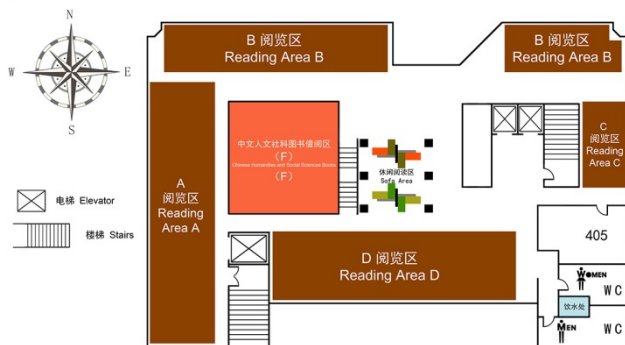 N
W
E
S
电梯 Elevator
楼梯 Stairs
B 阅览区
Reading Area B
B 阅览区
Reading Area B
A
阅览区
Reading
Area A
中文人文社科图书借阅区
（F）
Chinese Humanities and Social Sciences Books
（F）
休闲阅读区
Sofa Area
C
阅览区
Reading
Area C
D 阅览区
Reading Area D
405
WOMEN
WC
饮水处
MEN
WC